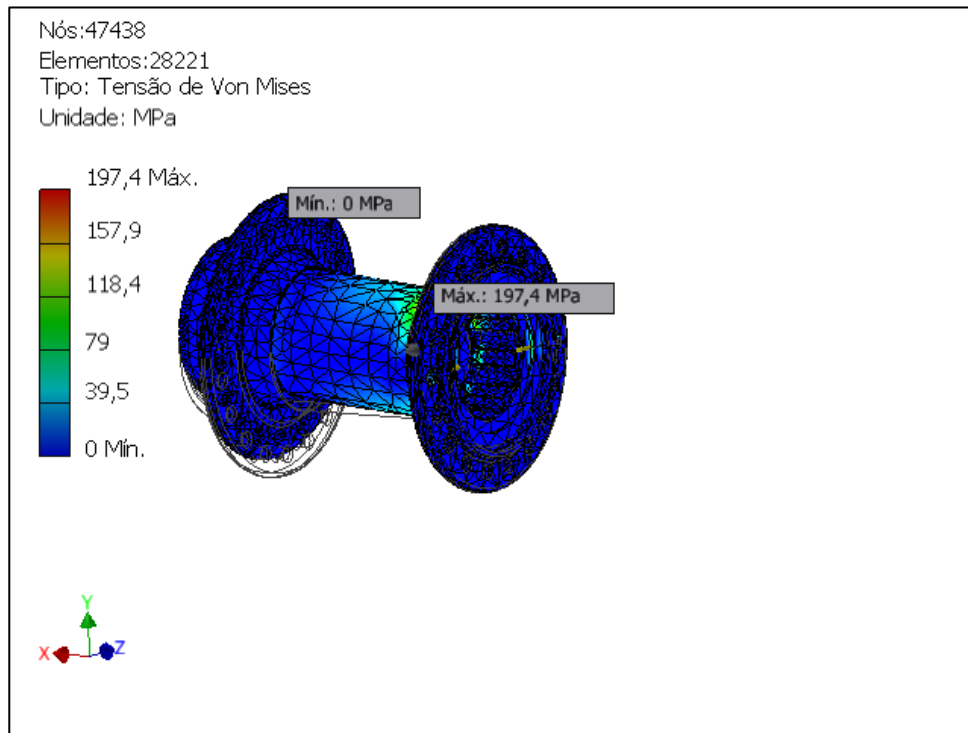 Nós:47438
Elementos:28221
Tipo: Tensão de Von Mises
Unidade: MPa
197,4 Máx.
Mín.: 0 MPa
157,9
118,4
Máx.: 197,4 MPa
79
39,5
0 Mín.
Y
X
Z